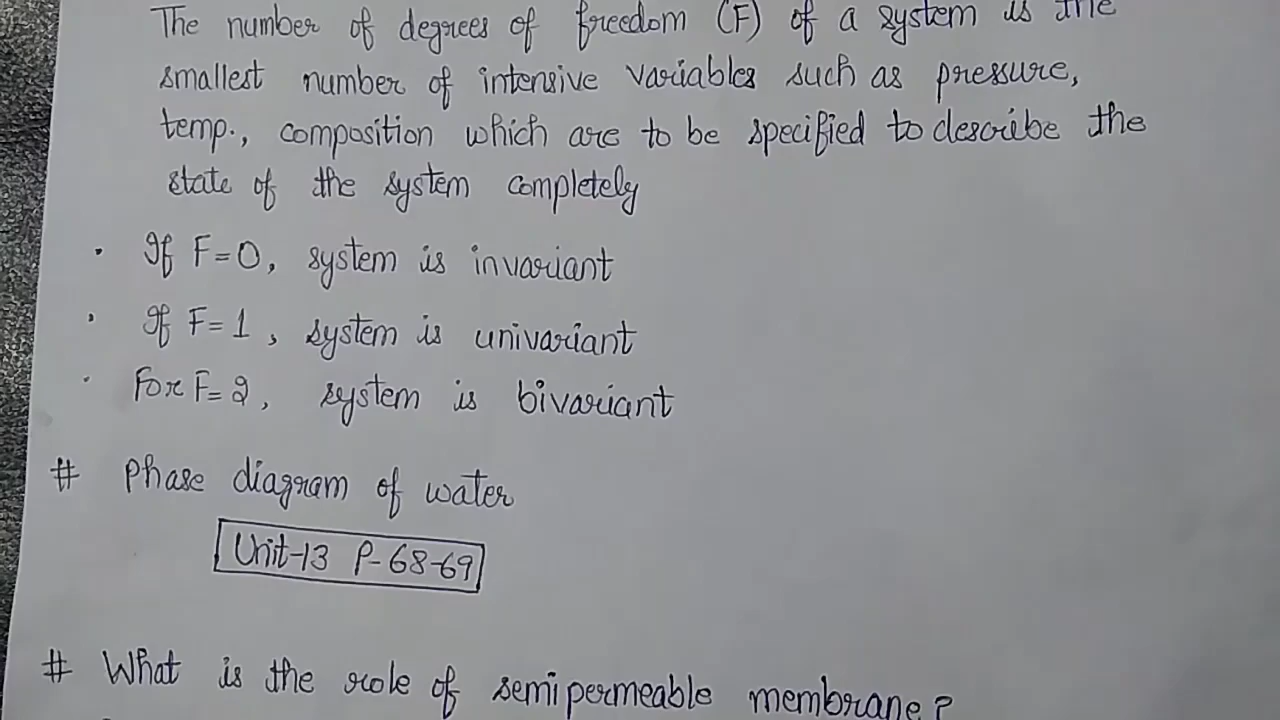 The number of degrees of freedom (F) of a system is the
smallest number of intensive variables such as pressure,
temp., composition which are to be specified to describe the
state of the system completely
• If F=0, system is invariant
• If F=1, system is univariant
• For F=2, system is bivariant
# Phase diagram of water
Unit-13 P-68-69
# What is the role of semipermeable membrane?